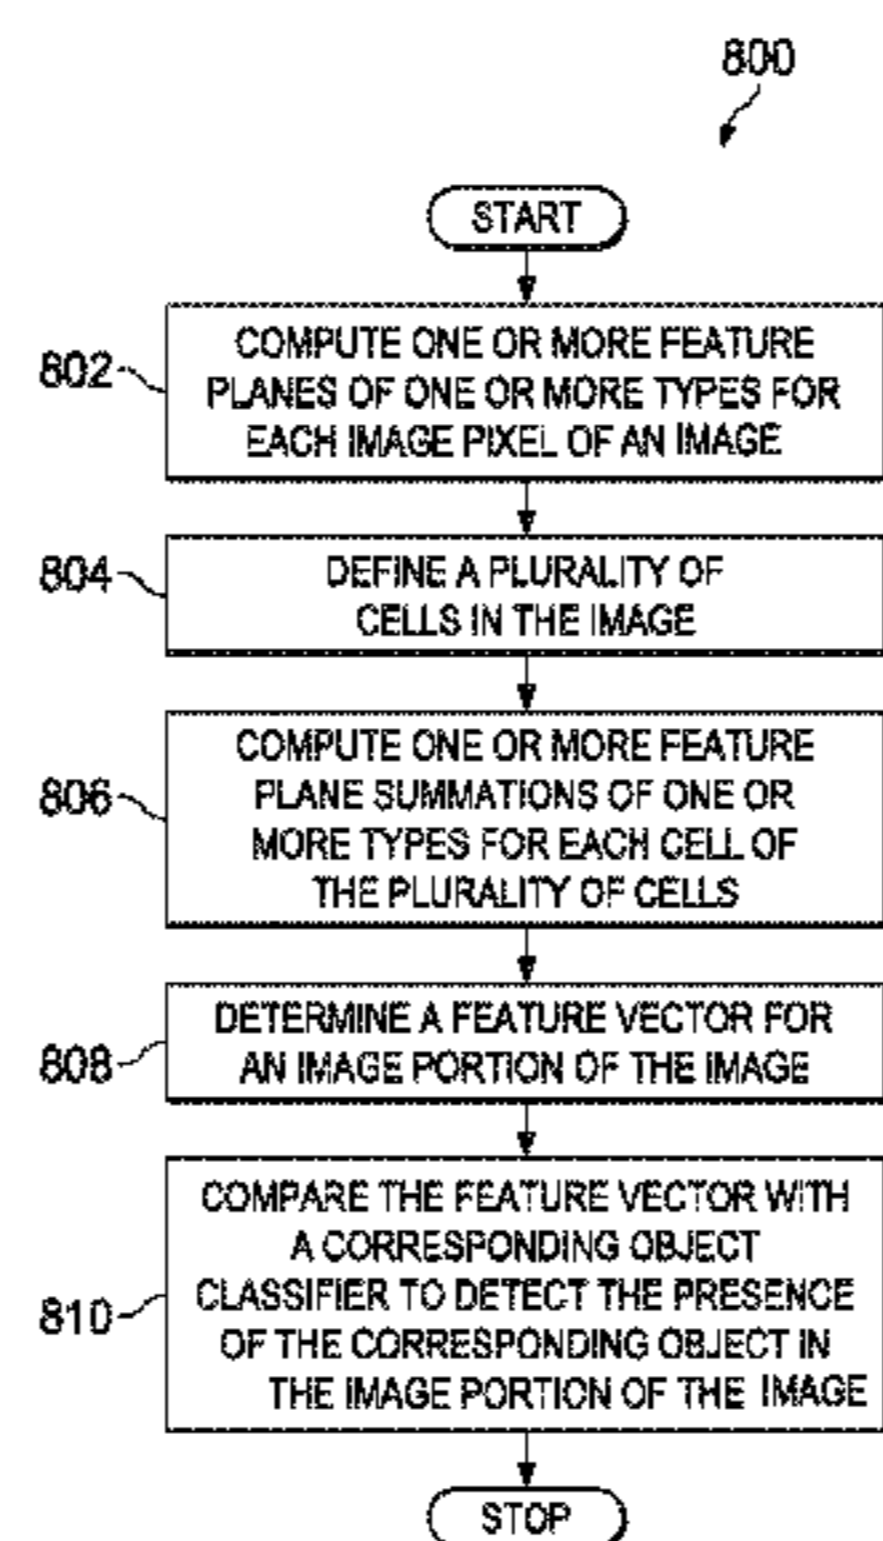 800
START
802
COMPUTE ONE OR MORE FEATURE
PLANES OF ONE OR MORE TYPES FOR
EACH IMAGE PIXEL OF AN IMAGE
804
DEFINE A PLURALITY OF
CELLS IN THE IMAGE
806
COMPUTE ONE OR MORE FEATURE
PLANE SUMMATIONS OF ONE OR
MORE TYPES FOR EACH CELL OF
THE PLURALITY OF CELLS
808
DETERMINE A FEATURE VECTOR FOR
AN IMAGE PORTION OF THE IMAGE
810
COMPARE THE FEATURE VECTOR WITH
A CORRESPONDING OBJECT
CLASSIFIER TO DETECT THE PRESENCE
OF THE CORRESPONDING OBJECT IN
THE IMAGE PORTION OF THE IMAGE
STOP